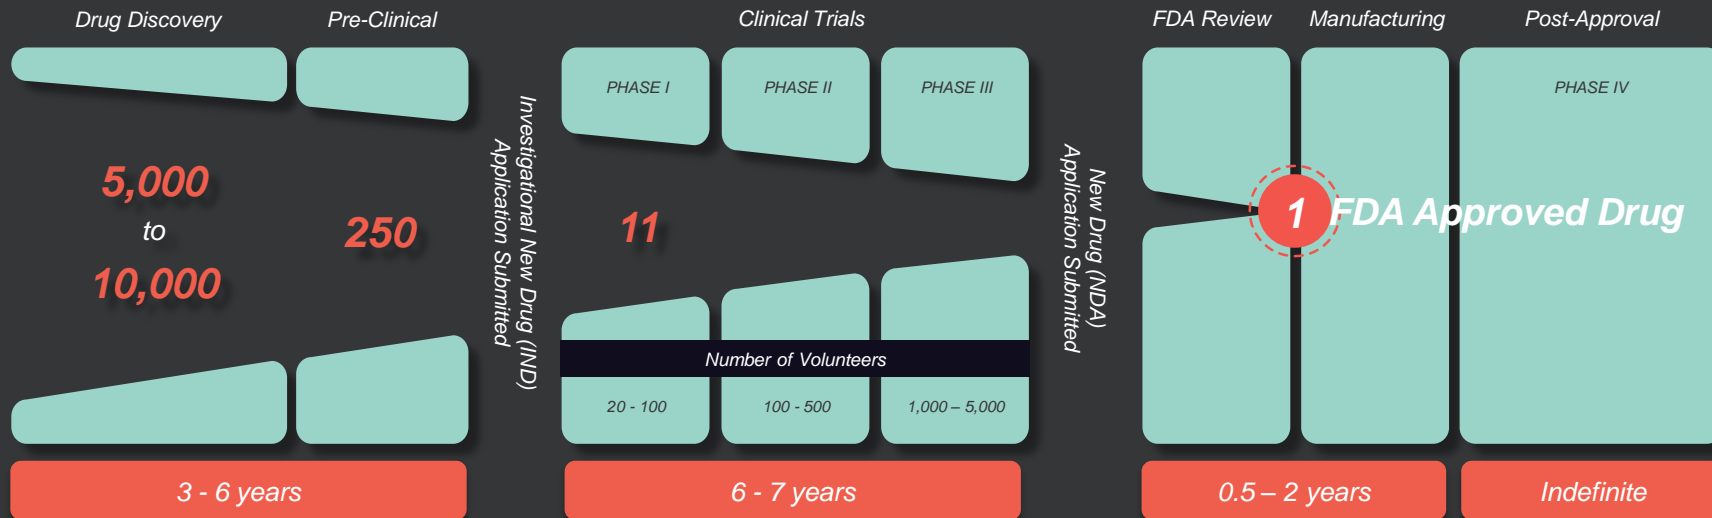 Drug Discovery
Pre-Clinical
Clinical Trials
FDA Review
Manufacturing
Post-Approval
5,000
to
10,000
250
Investigational New Drug (IND)
Application Submitted
PHASE I
PHASE II
PHASE III
11
Number of Volunteers
20 - 100
100 - 500
1,000 – 5,000
New Drug (NDA)
Application Submitted
PHASE IV
1
FDA Approved Drug
3 - 6 years
6 - 7 years
0.5 – 2 years
Indefinite